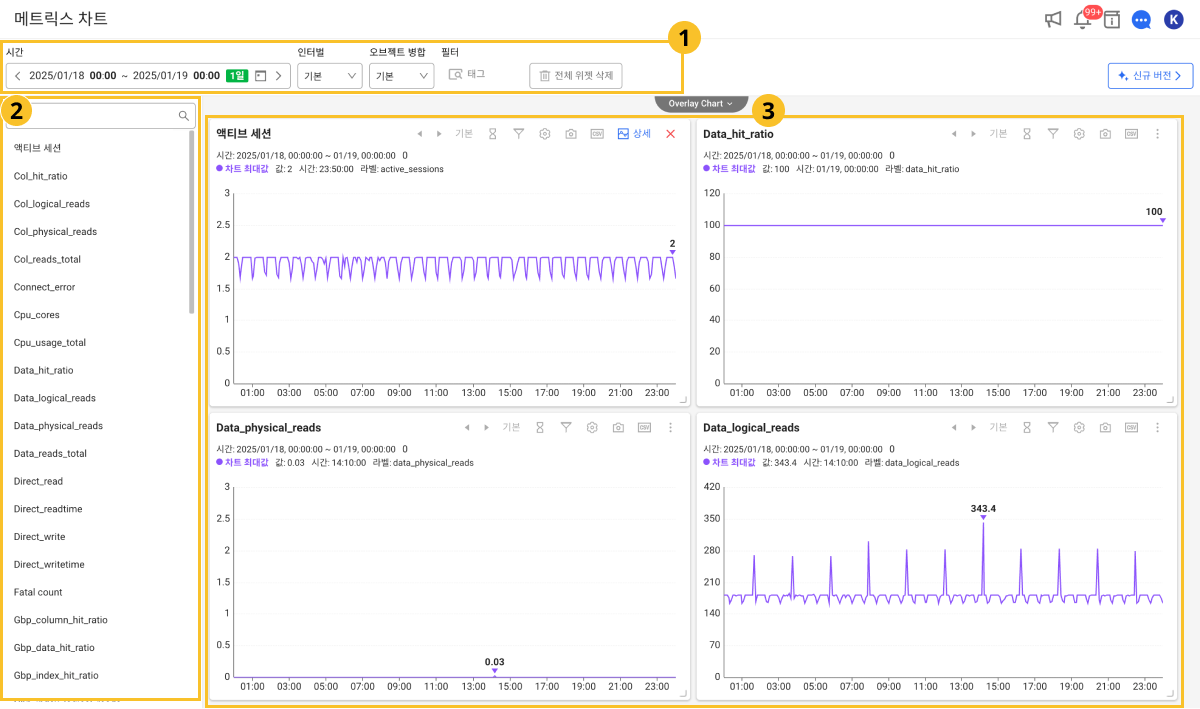 메트릭스 차트
99+
K
1
시간 인터벌 오브젝트 병합 필터
2025/01/18 00:00 ~ 2025/01/19 00:00 1일 기본 기본 태그 전체 위젯 삭제
신규 버전
2
Overlay Chart
3
액티브 세션
Col_hit_ratio
Col_logical_reads
Col_physical_reads
Col_reads_total
Connect_error
Cpu_cores
Cpu_usage_total
Data_hit_ratio
Data_logical_reads
Data_physical_reads
Data_reads_total
Direct_read
Direct_readtime
Direct_write
Direct_writetime
Fatal count
Gbp_column_hit_ratio
Gbp_data_hit_ratio
Gbp_index_hit_ratio
액티브 세션 기본 CSV 상세
시간: 2025/01/18, 00:00:00 ~ 01/19, 00:00:00 0
차트 최대값 값: 2 시간: 23:50:00 라벨: active_sessions
3
2.5
2
1.5
1
0.5
0
2
01:00 03:00 05:00 07:00 09:00 11:00 13:00 15:00 17:00 19:00 21:00 23:00
Data_hit_ratio 기본 CSV
시간: 2025/01/18, 00:00:00 ~ 01/19, 00:00:00 0
차트 최대값 값: 100 시간: 01/19, 00:00:00 라벨: data_hit_ratio
120
100
80
60
40
20
0
100
01:00 03:00 05:00 07:00 09:00 11:00 13:00 15:00 17:00 19:00 21:00 23:00
Data_physical_reads 기본 CSV
시간: 2025/01/18, 00:00:00 ~ 01/19, 00:00:00 0
차트 최대값 값: 0.03 시간: 14:10:00 라벨: data_physical_reads
3
2.5
2
1.5
1
0.5
0
0.03
01:00 03:00 05:00 07:00 09:00 11:00 13:00 15:00 17:00 19:00 21:00 23:00
Data_logical_reads 기본 CSV
시간: 2025/01/18, 00:00:00 ~ 01/19, 00:00:00 0
차트 최대값 값: 343.4 시간: 14:10:00 라벨: data_logical_reads
420
350
280
210
140
70
0
343.4
01:00 03:00 05:00 07:00 09:00 11:00 13:00 15:00 17:00 19:00 21:00 23:00